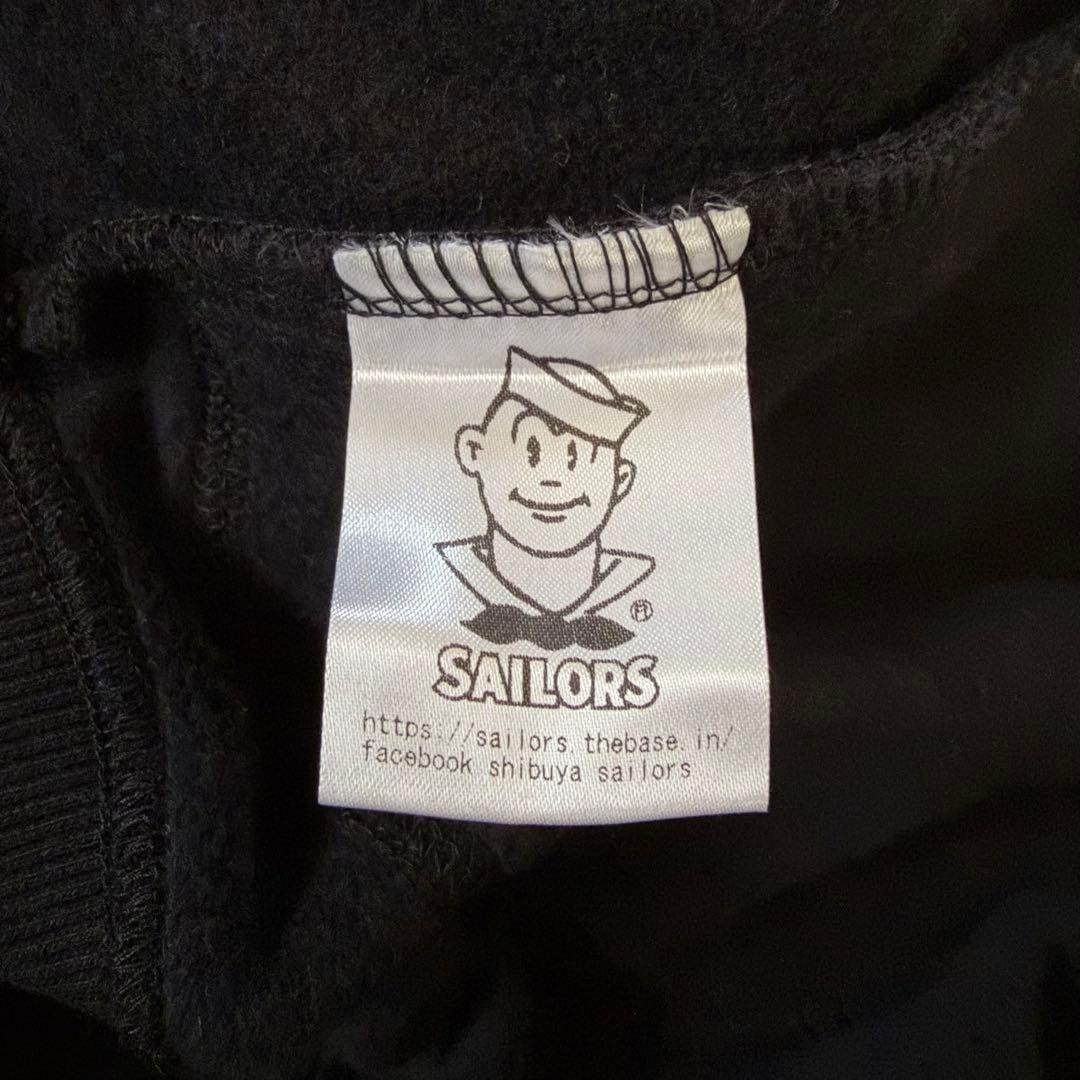 SAILORS
https://sailors.thebase.in/
facebook shibuya sailors